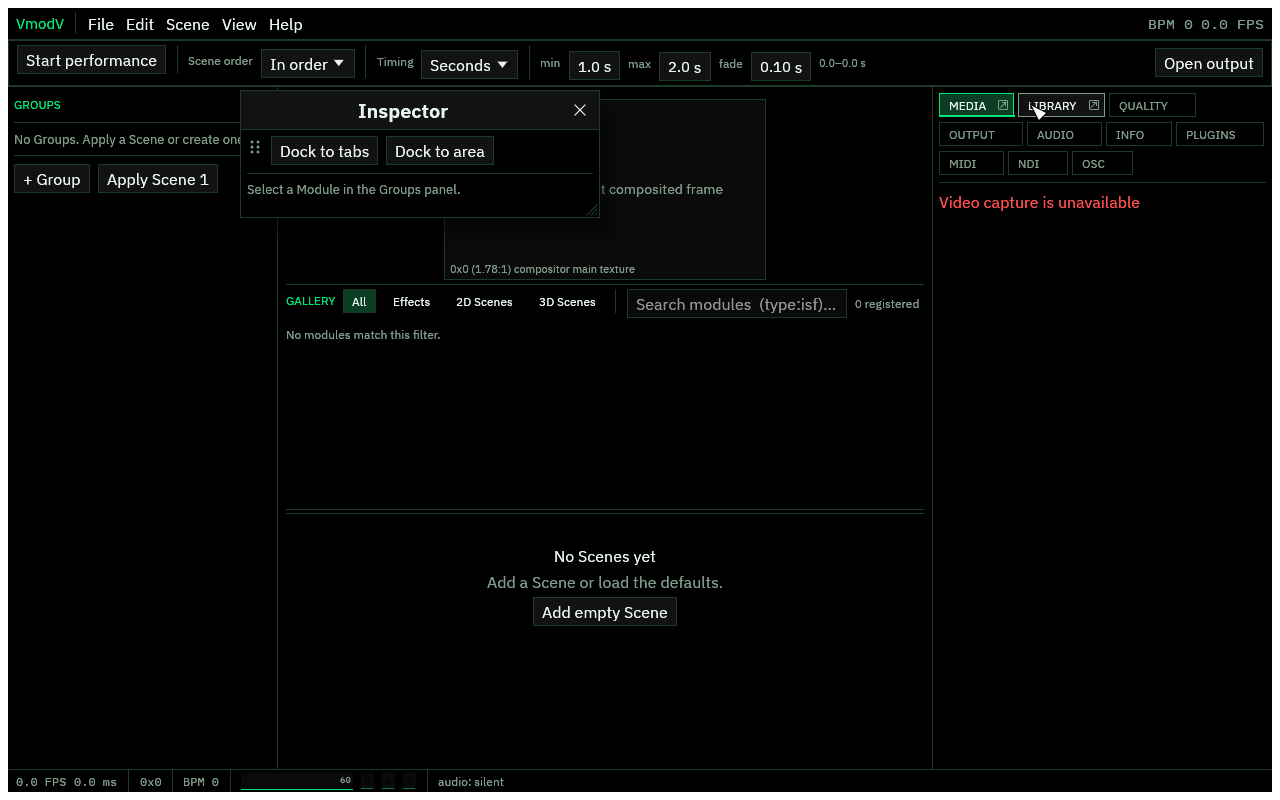 VmodV File Edit Scene View Help BPM 0 0.0 FPS
Start performance Scene order In order Timing Seconds min 1.0 s max 2.0 s fade 0.10 s 0.0–0.0 s Open output
GROUPS
No Groups. Apply a Scene or create one
+ Group Apply Scene 1
Inspector
Dock to tabs Dock to area
Select a Module in the Groups panel.
t composited frame
0x0 (1.78:1) compositor main texture
GALLERY All Effects 2D Scenes 3D Scenes Search modules (type:isf)... 0 registered
No modules match this filter.
No Scenes yet
Add a Scene or load the defaults.
Add empty Scene
MEDIA LIBRARY QUALITY
OUTPUT AUDIO INFO PLUGINS
MIDI NDI OSC
Video capture is unavailable
0.0 FPS 0.0 ms 0x0 BPM 0 60 audio: silent